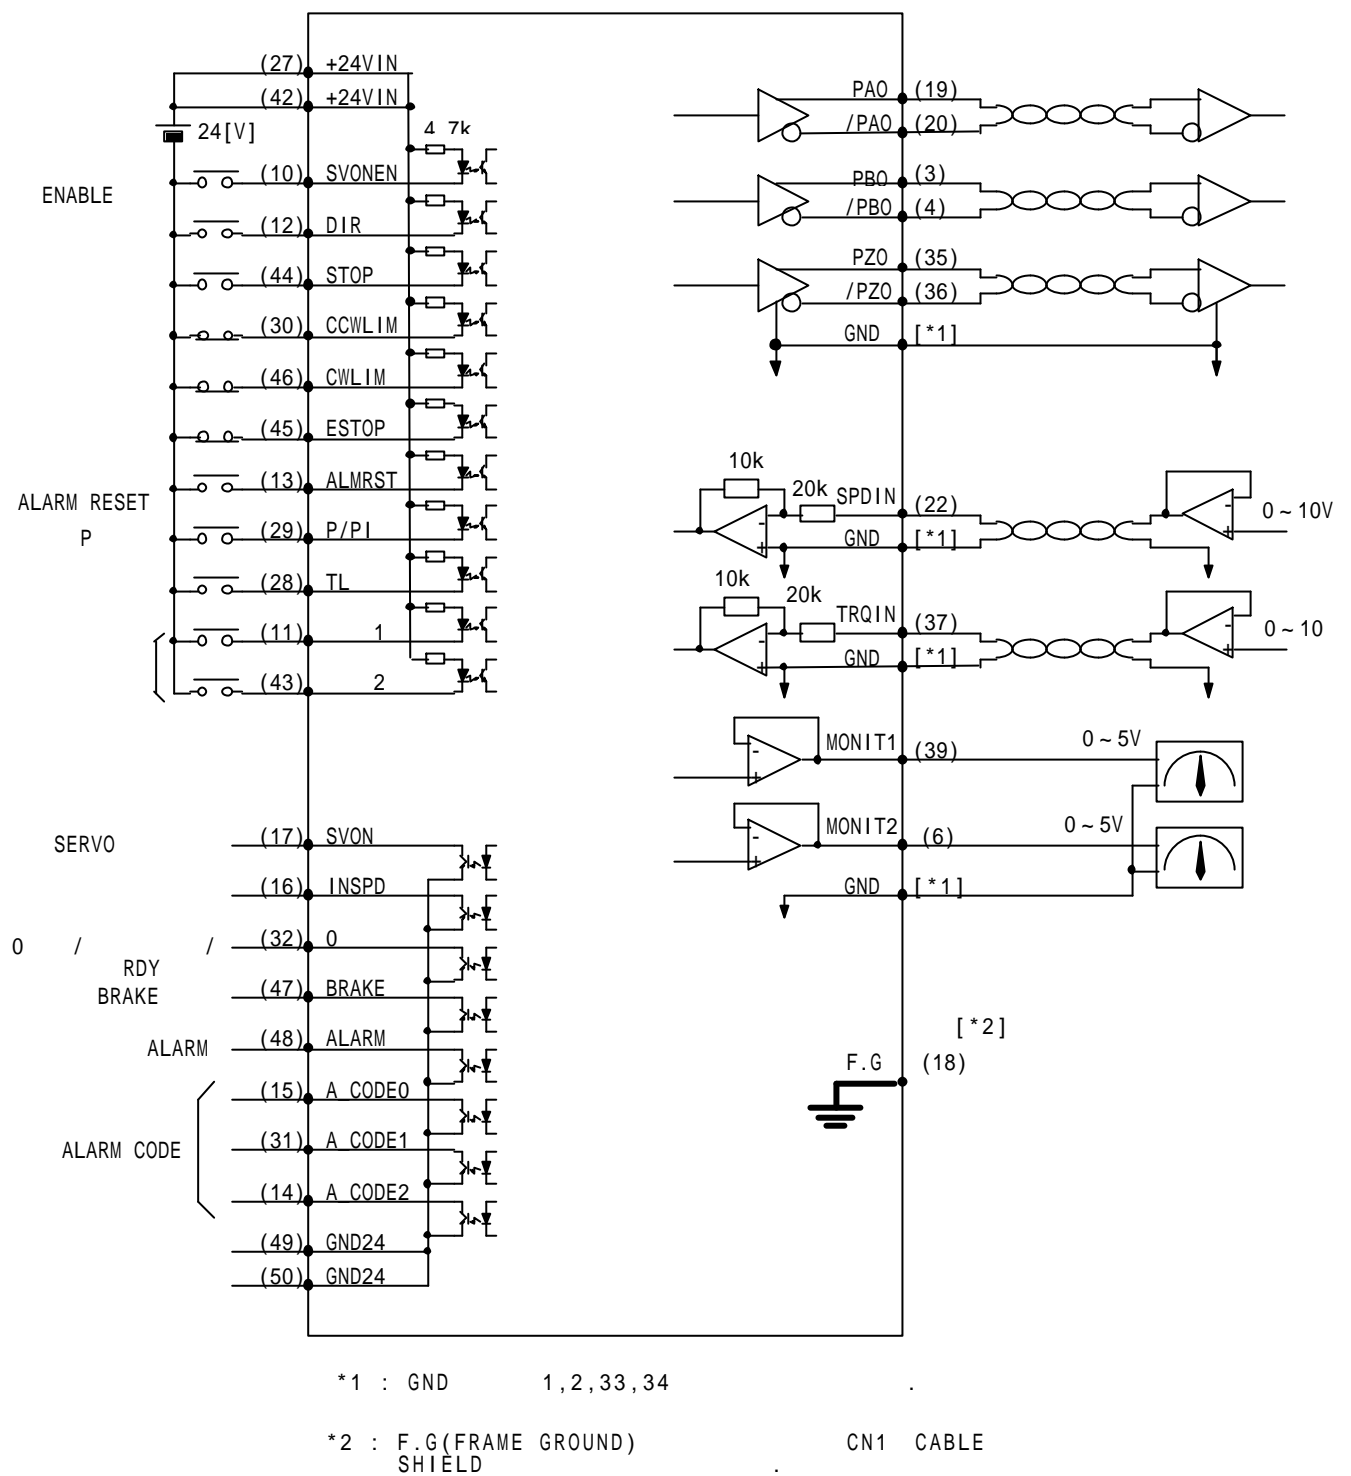 (27) +24VIN
(42) +24VIN
24[V]
4.7k
ENABLE
(10) SVONEN
(12) DIR
(44) STOP
(30) CCWLIM
(46) CWLIM
(45) ESTOP
ALARM RESET
(13) ALMRST
P
(29) P/PI
(28) TL
(11) 1
(43) 2
SERVO
(17) SVON
(16) INSPD
0 / /
(32) 0
RDY
BRAKE
(47) BRAKE
ALARM
(48) ALARM
(15) A_CODE0
ALARM CODE
(31) A_CODE1
(14) A_CODE2
(49) GND24
(50) GND24
PAO (19)
/PAO (20)
PBO (3)
/PBO (4)
PZO (35)
/PZO (36)
GND [*1]
10k
20k
SPDIN (22)
0~10V
GND [*1]
10k
20k
TRQIN (37)
0~10
GND [*1]
MONIT1 (39)
0~5V
MONIT2 (6)
0~5V
GND [*1]
[*2]
F.G (18)
*1 : GND 1,2,33,34 .
*2 : F.G(FRAME GROUND) CN1 CABLE
SHIELD .